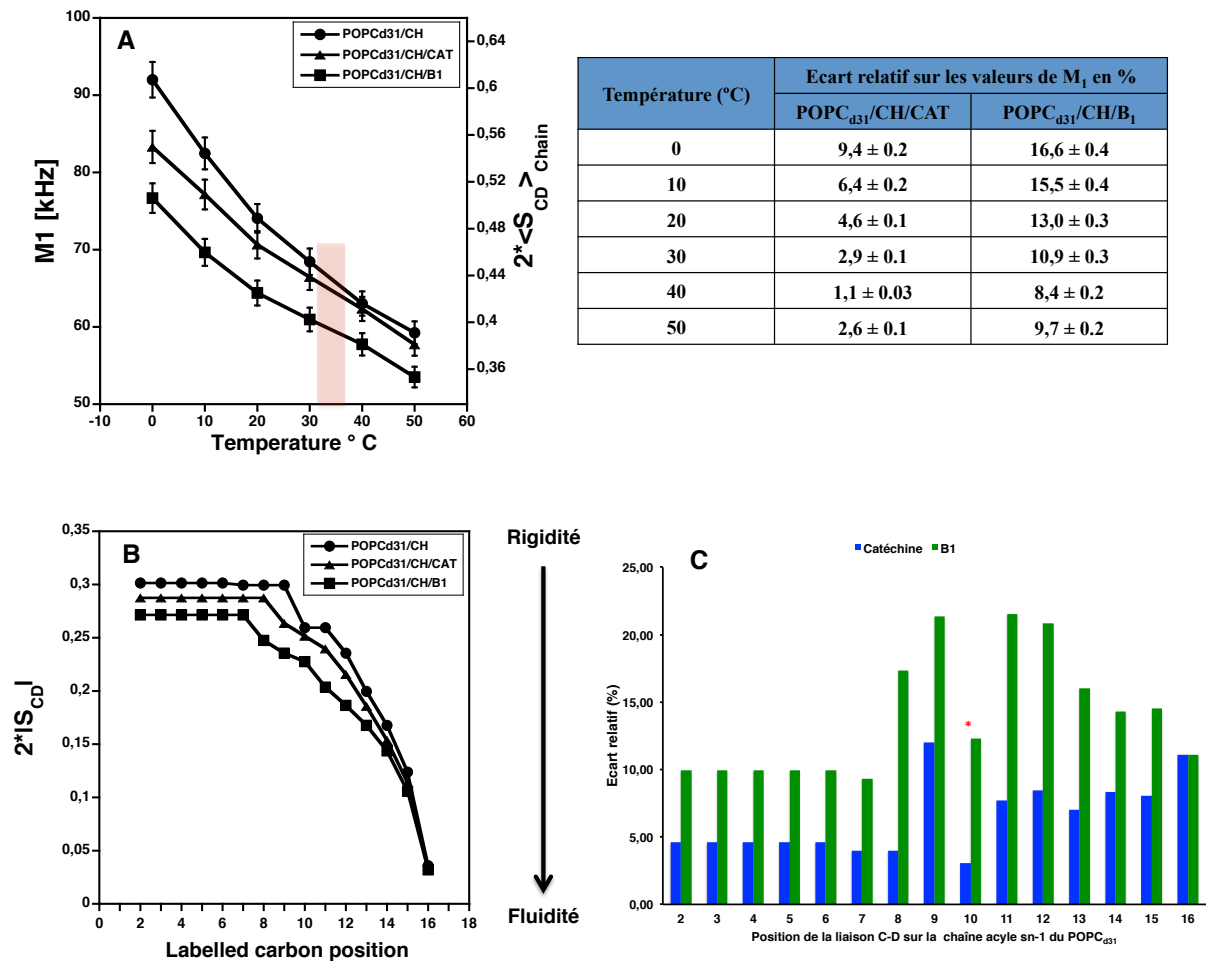 A
POPCd31/CH
POPCd31/CH/CAT
POPCd31/CH/B1
M1 [kHz]
100
90
80
70
60
50
0,64
0,6
0,56
0,52
0,48
0,44
0,4
0,36
2*<S_CD>_Chain
-10 0 10 20 30 40 50 60
Temperature ° C
Température (°C)
Ecart relatif sur les valeurs de M₁ en %
POPC_d31/CH/CAT POPC_d31/CH/B₁
0 9,4 ± 0.2 16,6 ± 0.4
10 6,4 ± 0.2 15,5 ± 0.4
20 4,6 ± 0.1 13,0 ± 0.3
30 2,9 ± 0.1 10,9 ± 0.3
40 1,1 ± 0.03 8,4 ± 0.2
50 2,6 ± 0.1 9,7 ± 0.2
B
POPCd31/CH
POPCd31/CH/CAT
POPCd31/CH/B1
2*IS_CDI
0,35
0,3
0,25
0,2
0,15
0,1
0,05
0
0 2 4 6 8 10 12 14 16 18
Labelled carbon position
Rigidité
Fluidité
Catéchine B1
C
Ecart relatif (%)
25,00
20,00
15,00
10,00
5,00
0,00
*
2 3 4 5 6 7 8 9 10 11 12 13 14 15 16
Position de la liaison C-D sur la chaîne acyle sn-1 du POPC_d31